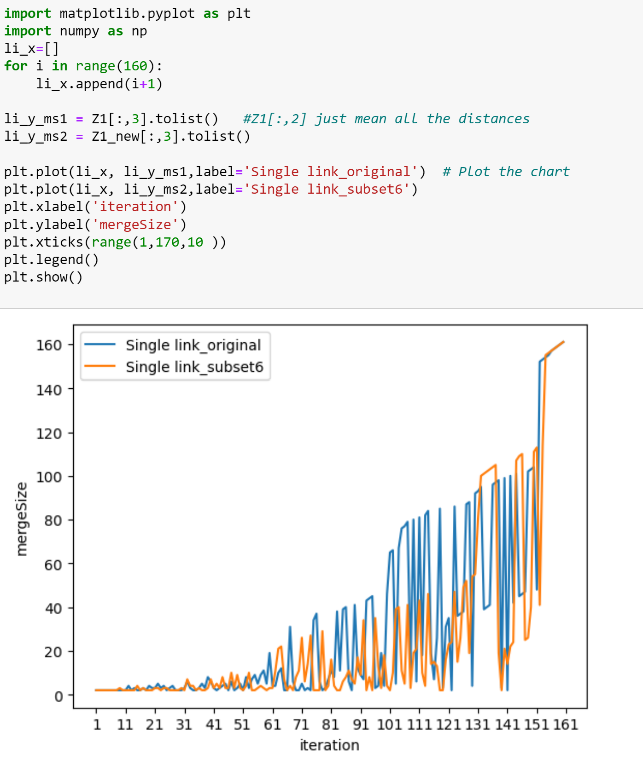 import matplotlib.pyplot as plt
import numpy as np
li_x=[]
for i in range(160):
    li_x.append(i+1)
li_y_ms1 = Z1[:,3].tolist()   #Z1[:,2] just mean all the distances
li_y_ms2 = Z1_new[:,3].tolist()
plt.plot(li_x, li_y_ms1,label='Single link_original')  # Plot the chart
plt.plot(li_x, li_y_ms2,label='Single link_subset6')
plt.xlabel('iteration')
plt.ylabel('mergeSize')
plt.xticks(range(1,170,10 ))
plt.legend()
plt.show()
Single link_original
Single link_subset6
160
140
120
100
80
60
40
20
0
mergeSize
1 11 21 31 41 51 61 71 81 91 101 111 121 131 141 151 161
iteration